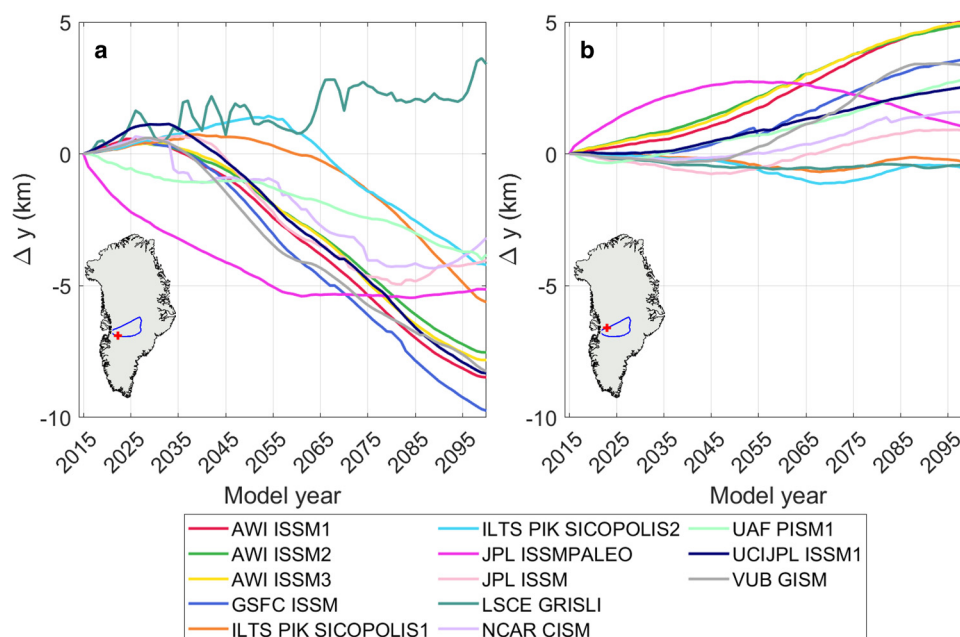 5
0
-5
-10
Δ y (km)
a
2015
2025
2035
2045
2055
2065
2075
2085
2095
Model year
5
0
-5
-10
Δ y (km)
b
2015
2025
2035
2045
2055
2065
2075
2085
2095
Model year
AWI ISSM1
AWI ISSM2
AWI ISSM3
GSFC ISSM
ILTS PIK SICOPOLIS1
ILTS PIK SICOPOLIS2
JPL ISSMPALEO
JPL ISSM
LSCE GRISLI
NCAR CISM
UAF PISM1
UCIJPL ISSM1
VUB GISM